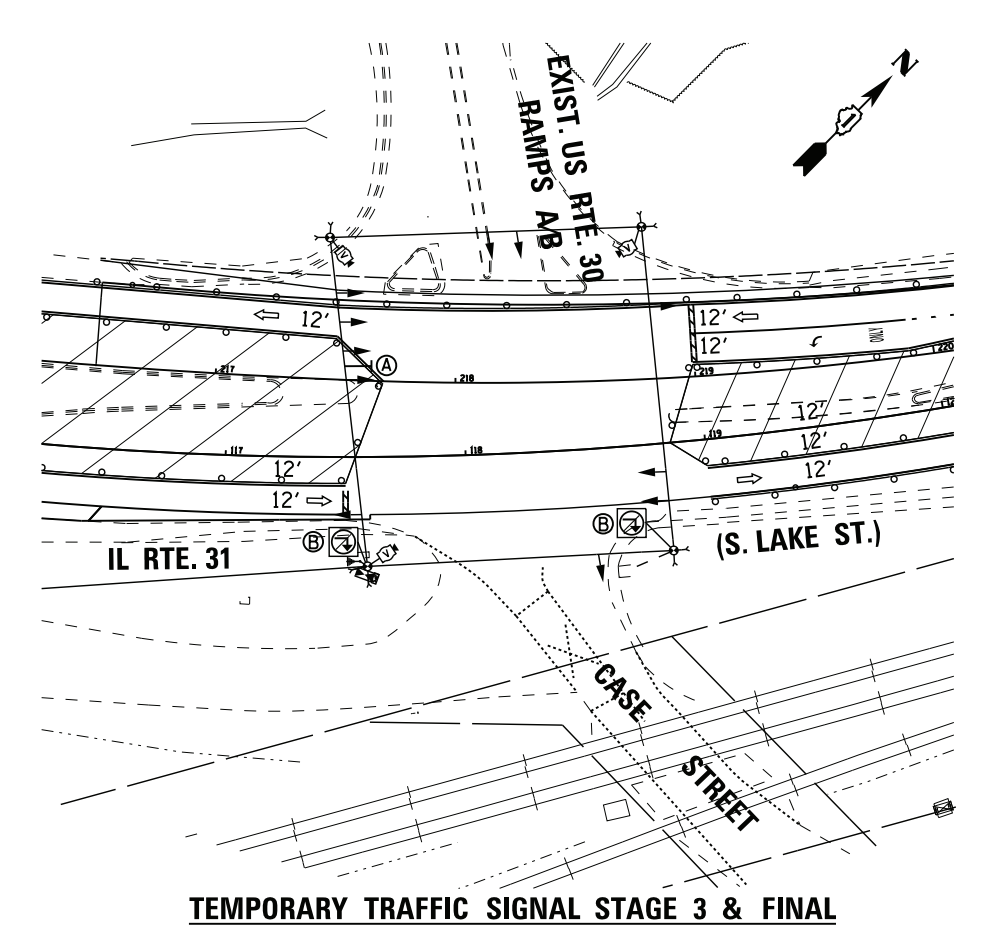 N
EXIST. US RTE. 30
RAMPS A/B
12'
12'
12'
ONLY
A
217
218
219
220
12'
117
118
119
12'
12'
12'
12'
B
B
IL RTE. 31
(S. LAKE ST.)
CASE STREET
TEMPORARY TRAFFIC SIGNAL STAGE 3 & FINAL